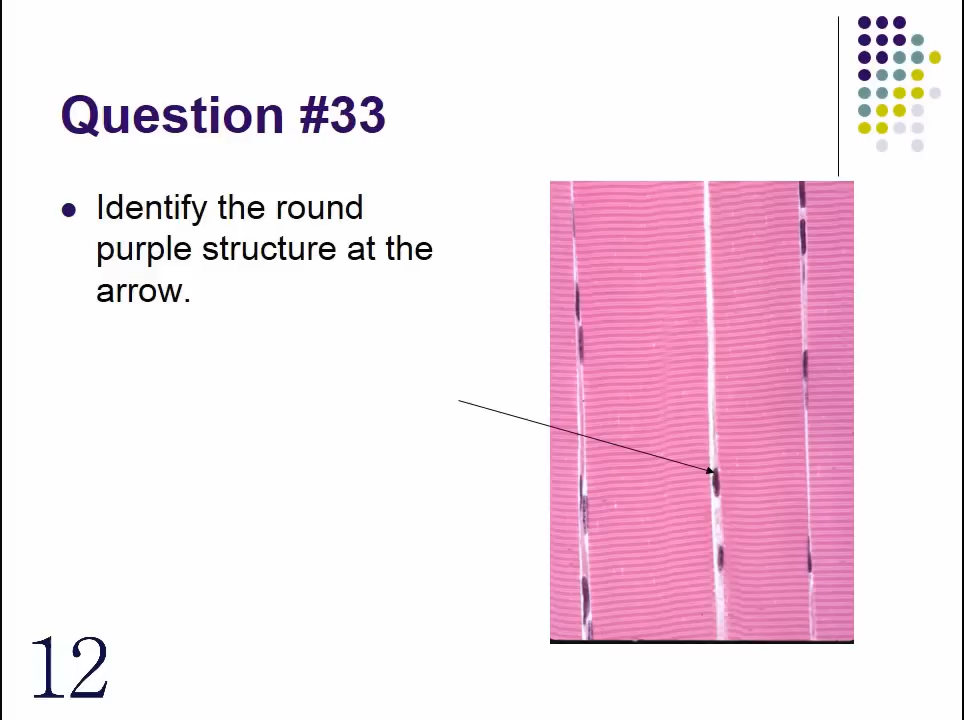 Question #33
Identify the round
purple structure at the
arrow.
12